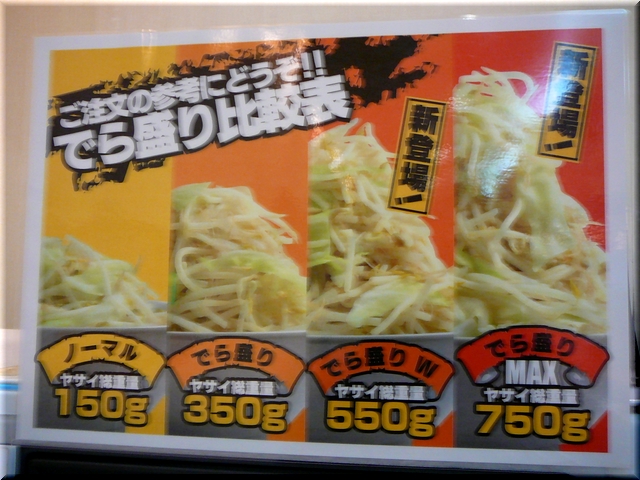 ご注文の参考にどうぞ!!
でら盛り比較表
新登場!
新登場!
ノーマル
ヤサイ総重量
150g
でら盛り
ヤサイ総重量
350g
でら盛りW
ヤサイ総重量
550g
でら盛り
MAX
ヤサイ総重量
750g